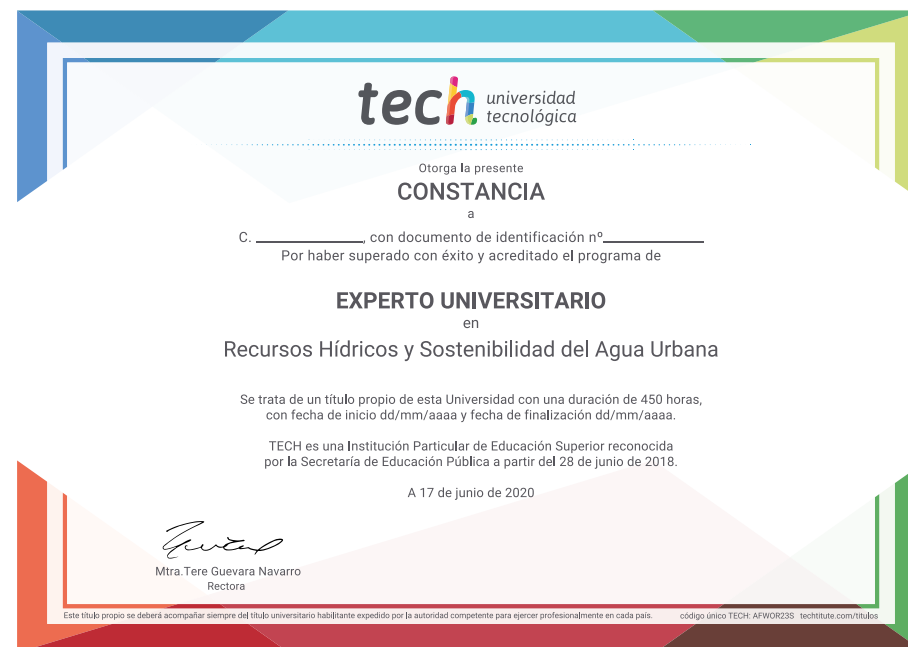 tech universidad
tecnológica
Otorga la presente
CONSTANCIA
a
C. ____________, con documento de identificación nº____________
Por haber superado con éxito y acreditado el programa de
EXPERTO UNIVERSITARIO
en
Recursos Hídricos y Sostenibilidad del Agua Urbana
Se trata de un título propio de esta Universidad con una duración de 450 horas,
con fecha de inicio dd/mm/aaaa y fecha de finalización dd/mm/aaaa.
TECH es una Institución Particular de Educación Superior reconocida
por la Secretaría de Educación Pública a partir del 28 de junio de 2018.
A 17 de junio de 2020
Mtra.Tere Guevara Navarro
Rectora
Este título propio se deberá acompañar siempre del título universitario habilitante expedido por la autoridad competente para ejercer profesionalmente en cada país. código único TECH: AFWOR23S techtitute.com/titulos